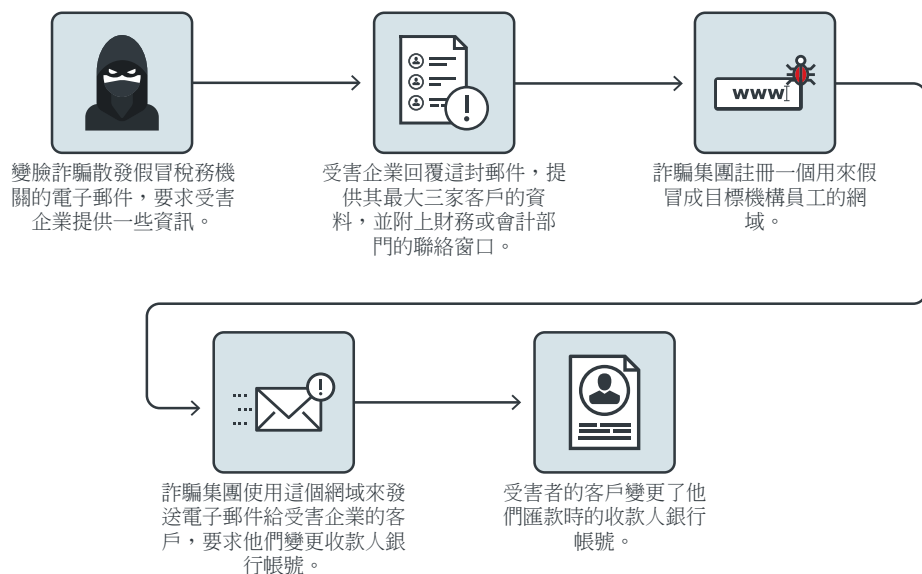 變臉詐騙散發假冒稅務機
關的電子郵件，要求受害
企業提供一些資訊。
受害企業回覆這封郵件，提
供其最大三家客戶的資
料，並附上財務或會計部
門的聯絡窗口。
www
詐騙集團註冊一個用來假
冒成目標機構員工的網
域。
詐騙集團使用這個網域來發
送電子郵件給受害企業的客
戶，要求他們變更收款人銀
行帳號。
受害者的客戶變更了他
們匯款時的收款人銀行
帳號。